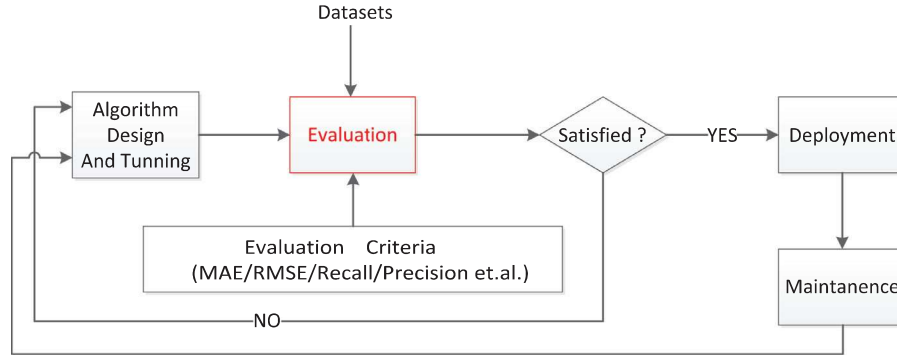 Datasets
Algorithm
Design
And Tunning
Evaluation
Satisfied ?
YES
Deployment
Evaluation Criteria
(MAE/RMSE/Recall/Precision et.al.)
Maintanence
NO